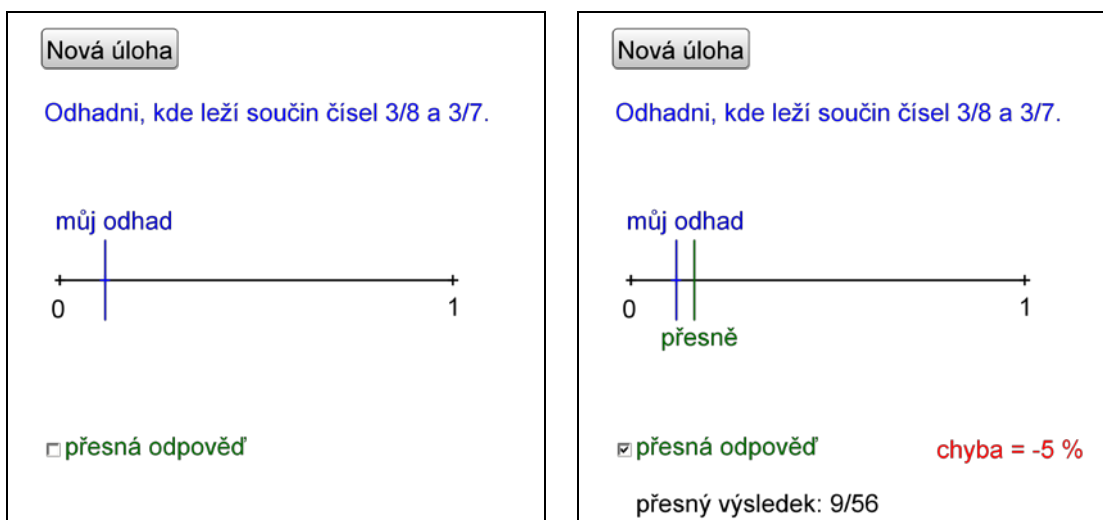 Nová úloha
Odhadni, kde leží součin čísel 3/8 a 3/7.
můj odhad
0
1
přesná odpověď
Nová úloha
Odhadni, kde leží součin čísel 3/8 a 3/7.
můj odhad
0
1
přesně
přesná odpověď
chyba = -5 %
přesný výsledek: 9/56